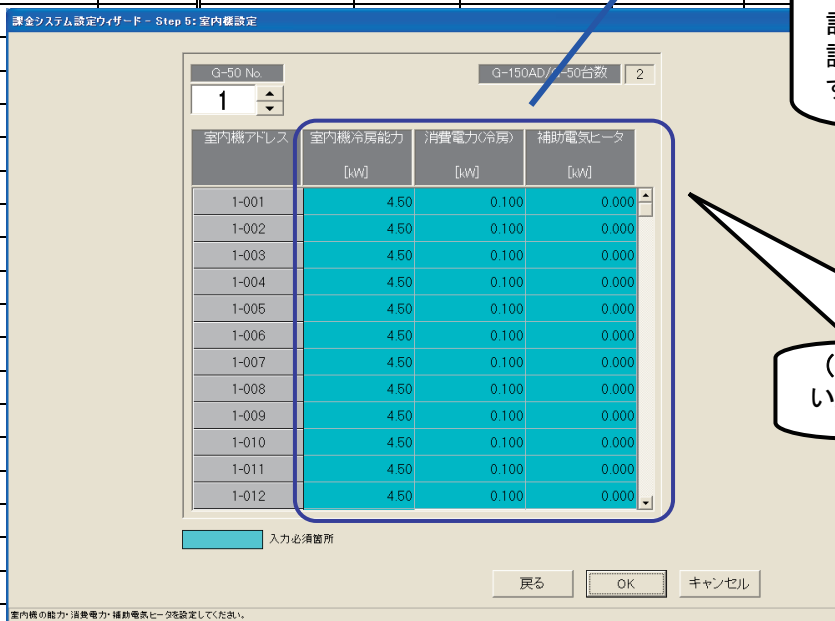 課金システム設定ウィザード - Step 5: 室内機設定
G-50 No. G-150AD/G-50台数 2
1
室内機アドレス 室内機冷房能力 消費電力(冷房) 補助電気ヒータ
[kW] [kW] [kW]
1-001 4.50 0.100 0.000
1-002 4.50 0.100 0.000
1-003 4.50 0.100 0.000
1-004 4.50 0.100 0.000
1-005 4.50 0.100 0.000
1-006 4.50 0.100 0.000
1-007 4.50 0.100 0.000
1-008 4.50 0.100 0.000
1-009 4.50 0.100 0.000
1-010 4.50 0.100 0.000
1-011 4.50 0.100 0.000
1-012 4.50 0.100 0.000
入力必須箇所
戻る OK キャンセル
室内機の能力・消費電力・補助電気ヒータを設定してください。
す
(
い